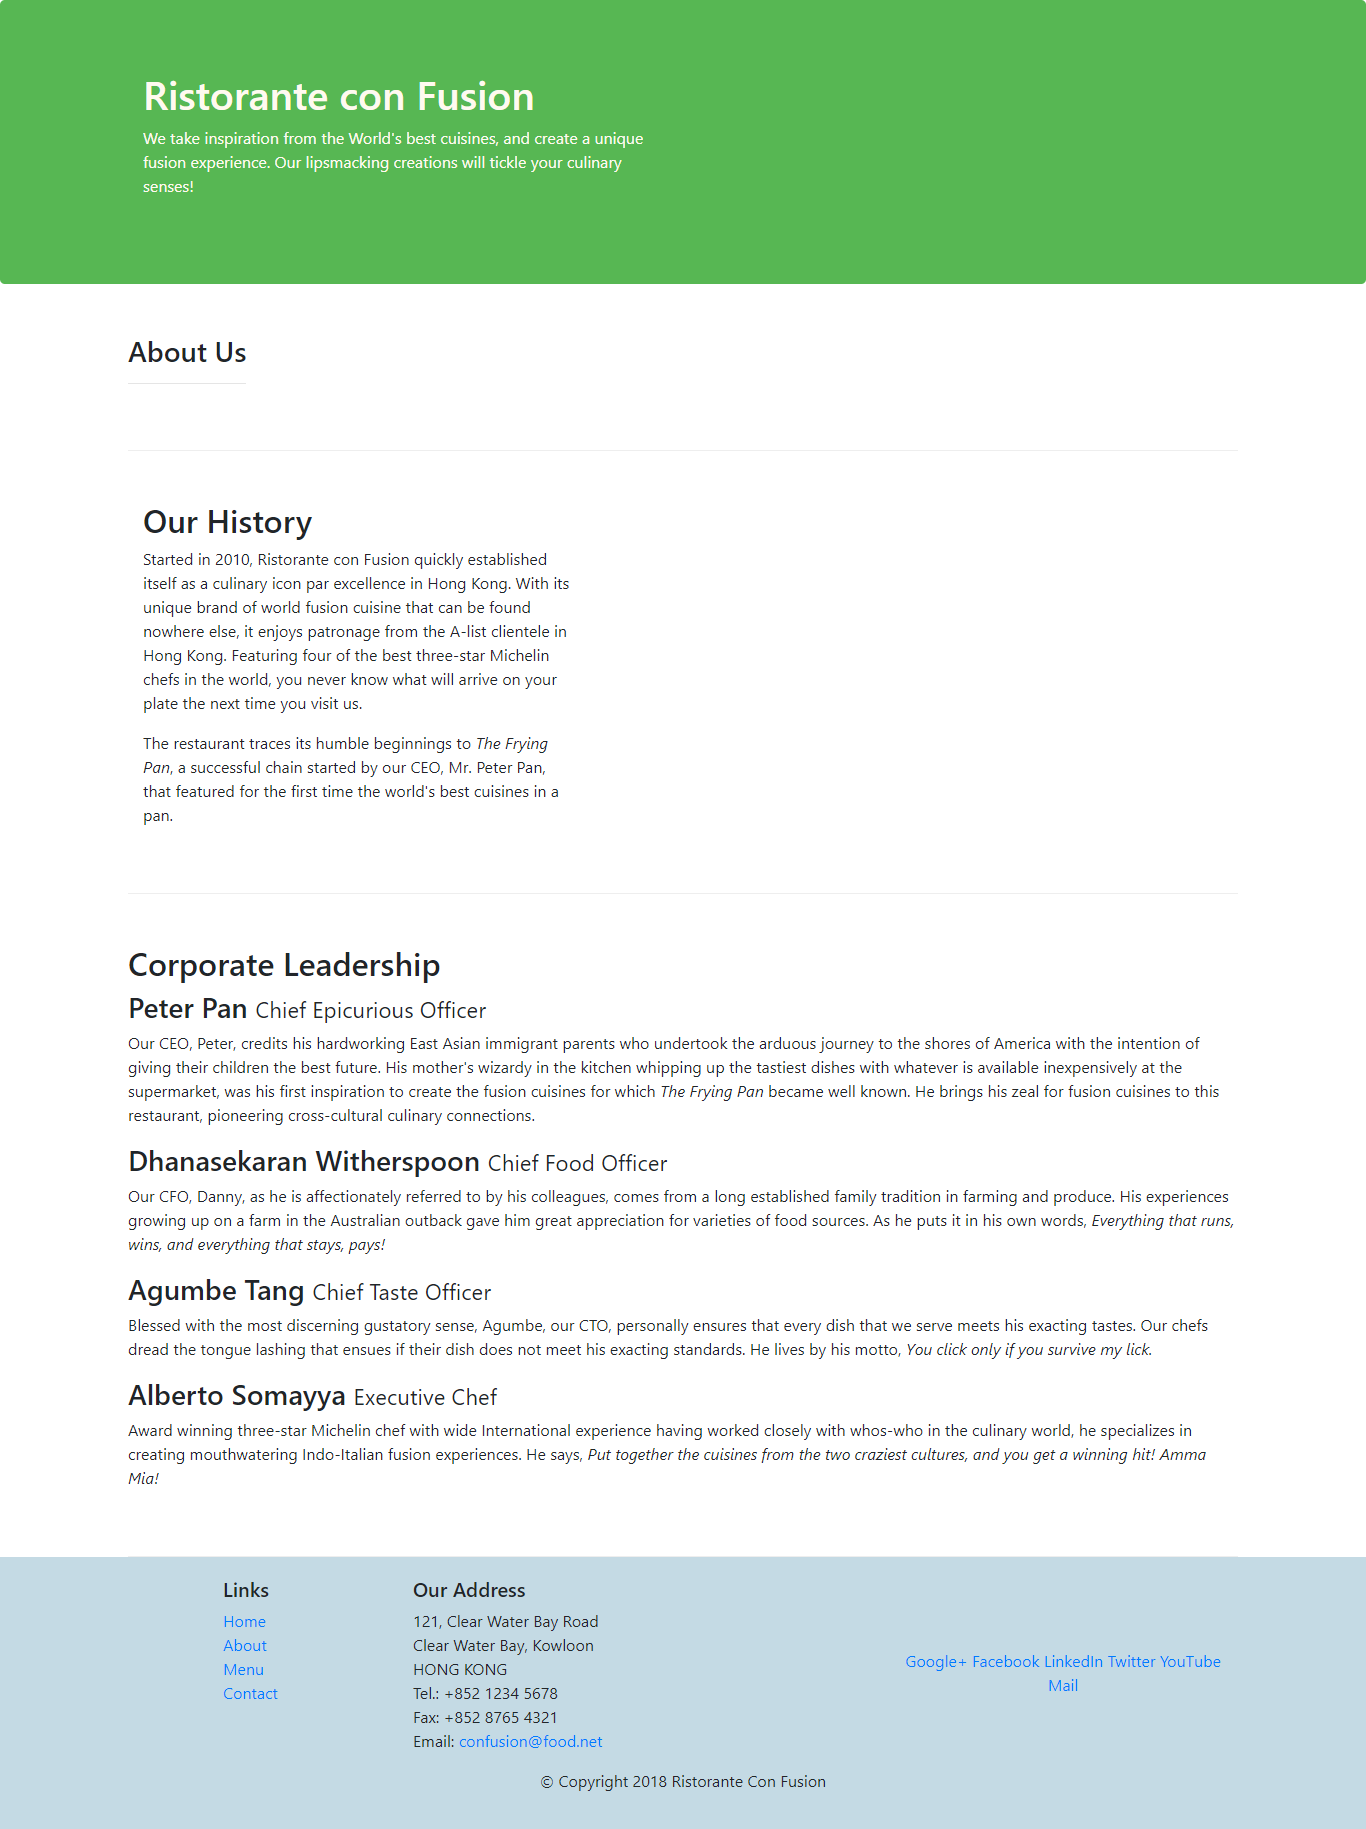 Ristorante con Fusion
We take inspiration from the World's best cuisines, and create a unique
fusion experience. Our lipsmacking creations will tickle your culinary
senses!
About Us
Our History
Started in 2010, Ristorante con Fusion quickly established
itself as a culinary icon par excellence in Hong Kong. With its
unique brand of world fusion cuisine that can be found
nowhere else, it enjoys patronage from the A-list clientele in
Hong Kong. Featuring four of the best three-star Michelin
chefs in the world, you never know what will arrive on your
plate the next time you visit us.
The restaurant traces its humble beginnings to The Frying
Pan, a successful chain started by our CEO, Mr. Peter Pan,
that featured for the first time the world's best cuisines in a
pan.
Corporate Leadership
Peter Pan Chief Epicurious Officer
Our CEO, Peter, credits his hardworking East Asian immigrant parents who undertook the arduous journey to the shores of America with the intention of
giving their children the best future. His mother's wizardy in the kitchen whipping up the tastiest dishes with whatever is available inexpensively at the
supermarket, was his first inspiration to create the fusion cuisines for which The Frying Pan became well known. He brings his zeal for fusion cuisines to this
restaurant, pioneering cross-cultural culinary connections.
Dhanasekaran Witherspoon Chief Food Officer
Our CFO, Danny, as he is affectionately referred to by his colleagues, comes from a long established family tradition in farming and produce. His experiences
growing up on a farm in the Australian outback gave him great appreciation for varieties of food sources. As he puts it in his own words, Everything that runs,
wins, and everything that stays, pays!
Agumbe Tang Chief Taste Officer
Blessed with the most discerning gustatory sense, Agumbe, our CTO, personally ensures that every dish that we serve meets his exacting tastes. Our chefs
dread the tongue lashing that ensues if their dish does not meet his exacting standards. He lives by his motto, You click only if you survive my lick.
Alberto Somayya Executive Chef
Award winning three-star Michelin chef with wide International experience having worked closely with whos-who in the culinary world, he specializes in
creating mouthwatering Indo-Italian fusion experiences. He says, Put together the cuisines from the two craziest cultures, and you get a winning hit! Amma
Mia!
Links
Home
About
Menu
Contact
Our Address
121, Clear Water Bay Road
Clear Water Bay, Kowloon
HONG KONG
Tel.: +852 1234 5678
Fax: +852 8765 4321
Email: confusion@food.net
Google+ Facebook LinkedIn Twitter YouTube
Mail
© Copyright 2018 Ristorante Con Fusion